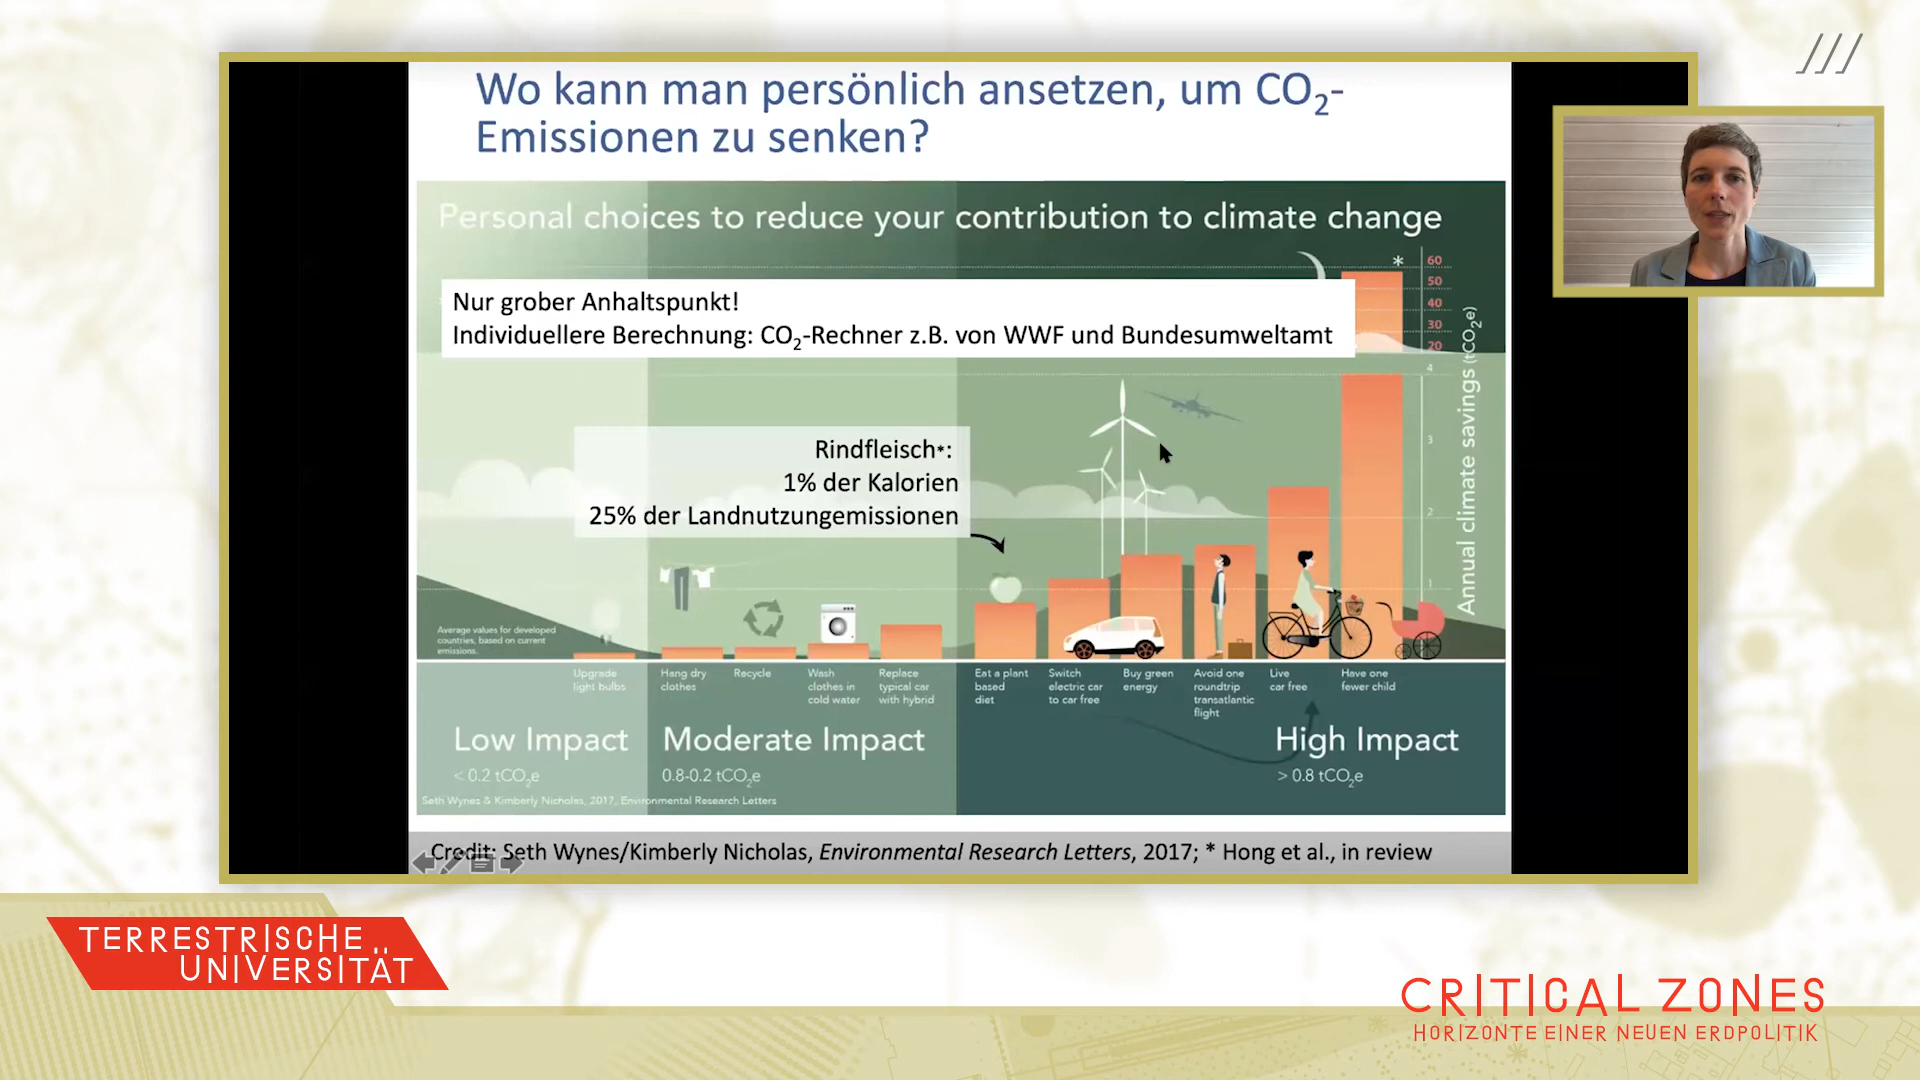 Wo kann man persönlich ansetzen, um CO₂-
Emissionen zu senken?
Personal choices to reduce your contribution to climate change
Nur grober Anhaltspunkt!
Individuellere Berechnung: CO₂-Rechner z.B. von WWF und Bundesumweltamt
*
60
50
40
30
20
4
3
2
1
Annual climate savings (tCO₂e)
Rindfleisch*:
1% der Kalorien
25% der Landnutzungemissionen
Average values for developed
countries, based on current
emissions.
Upgrade
light bulbs
Hang dry
clothes
Recycle
Wash
clothes in
cold water
Replace
typical car
with hybrid
Eat a plant
based
diet
Switch
electric car
to car free
Buy green
energy
Avoid one
roundtrip
transatlantic
flight
Live
car free
Have one
fewer child
Low Impact
< 0.2 tCO₂e
Moderate Impact
0.8-0.2 tCO₂e
High Impact
> 0.8 tCO₂e
Seth Wynes & Kimberly Nicholas, 2017, Environmental Research Letters
Credit: Seth Wynes/Kimberly Nicholas, Environmental Research Letters, 2017; * Hong et al., in review
TERRESTRISCHE
UNIVERSITÄT
CRITICAL ZONES
HORIZONTE EINER NEUEN ERDPOLITIK